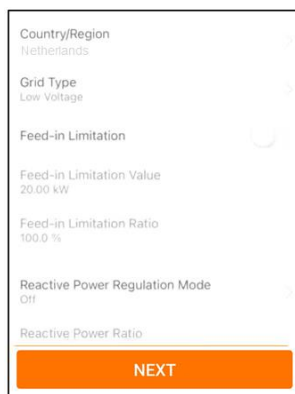 Country/Region
Netherlands
Grid Type
Low Voltage
Feed-in Limitation
Feed-in Limitation Value
20.00 kW
Feed-in Limitation Ratio
100.0 %
Reactive Power Regulation Mode
Off
Reactive Power Ratio
NEXT